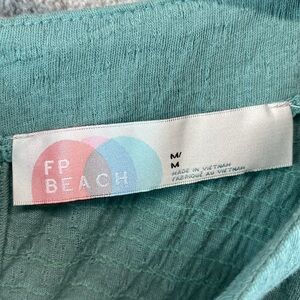 FP
BEACH
M/
M
MADE IN VIETNAM
FABRIQUÉ AU VIETNAM